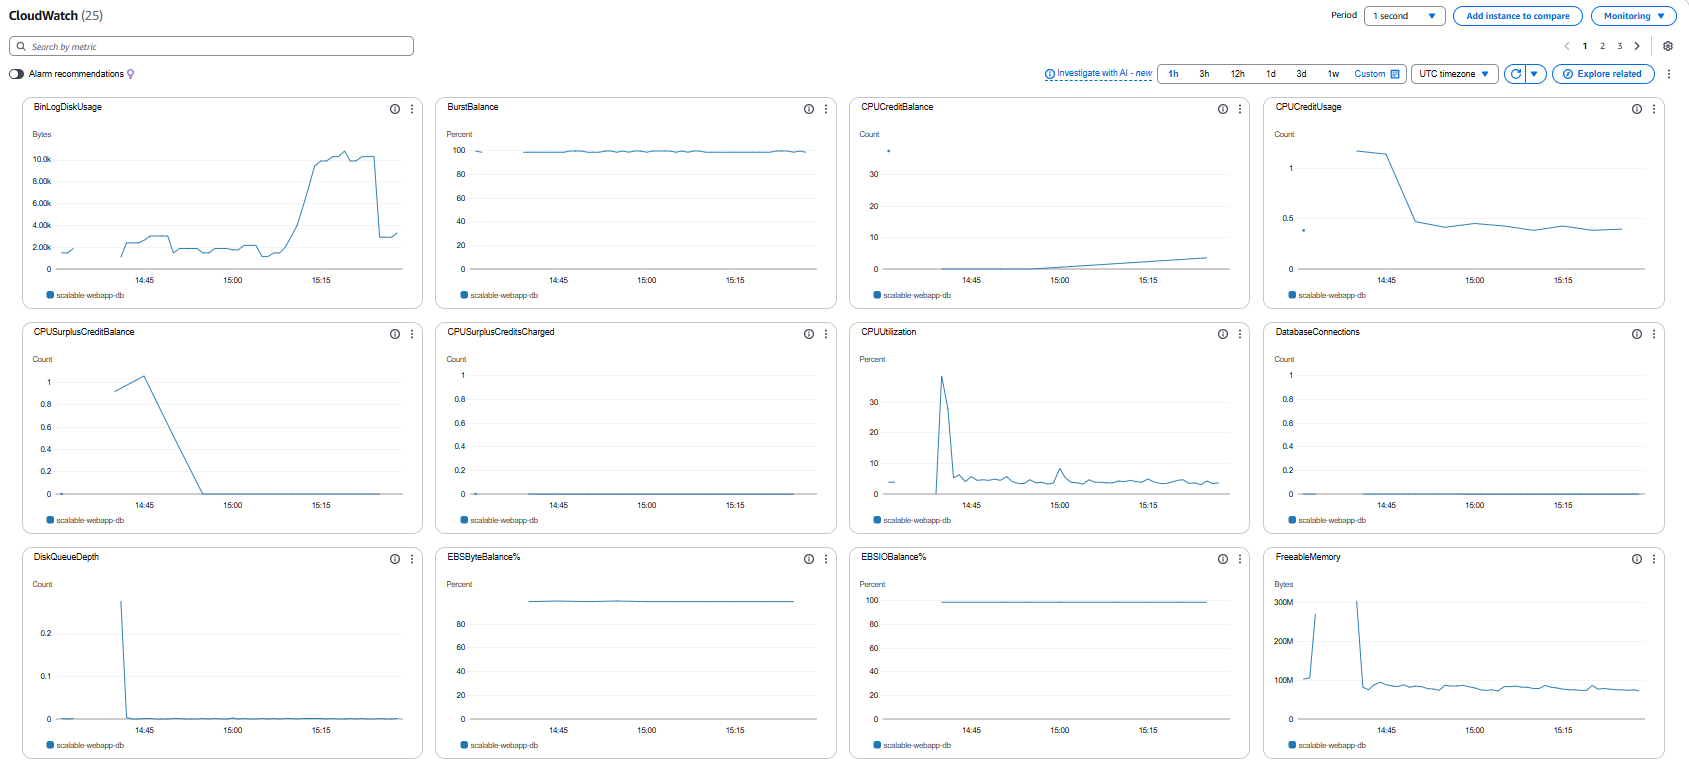 CloudWatch (25)
Period 1 second Add instance to compare Monitoring
Search by metric
1 2 3
Alarm recommendations
Investigate with AI - new 1h 3h 12h 1d 3d 1w Custom UTC timezone Explore related
BinLogDiskUsage
Bytes
10.0k
8.00k
6.00k
4.00k
2.00k
0
14:45 15:00 15:15
scalable-webapp-db
BurstBalance
Percent
100
80
60
40
20
0
14:45 15:00 15:15
scalable-webapp-db
CPUCreditBalance
Count
30
20
10
0
14:45 15:00 15:15
scalable-webapp-db
CPUCreditUsage
Count
1
0.5
0
14:45 15:00 15:15
scalable-webapp-db
CPUSurplusCreditBalance
Count
1
0.8
0.6
0.4
0.2
0
14:45 15:00 15:15
scalable-webapp-db
CPUSurplusCreditsCharged
Count
1
0.8
0.6
0.4
0.2
0
14:45 15:00 15:15
scalable-webapp-db
CPUUtilization
Percent
30
20
10
0
14:45 15:00 15:15
scalable-webapp-db
DatabaseConnections
Count
1
0.8
0.6
0.4
0.2
0
14:45 15:00 15:15
scalable-webapp-db
DiskQueueDepth
Count
0.2
0.1
0
14:45 15:00 15:15
scalable-webapp-db
EBSByteBalance%
Percent
80
60
40
20
0
14:45 15:00 15:15
scalable-webapp-db
EBSIOBalance%
Percent
100
80
60
40
20
0
14:45 15:00 15:15
scalable-webapp-db
FreeableMemory
Bytes
300M
200M
100M
0
14:45 15:00 15:15
scalable-webapp-db